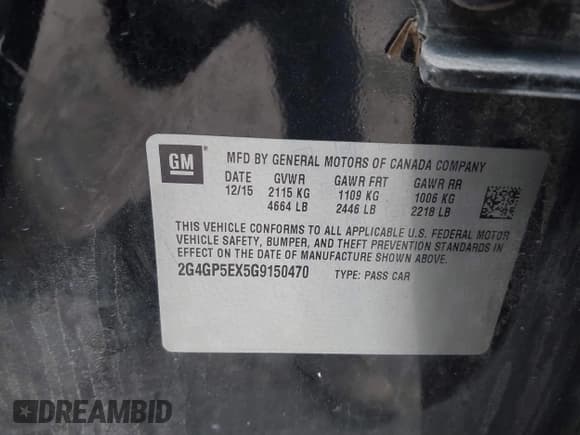 GM
MFD BY GENERAL MOTORS OF CANADA COMPANY
DATE GVWR GAWR FRT GAWR RR
12/15 2115 KG 1109 KG 1006 KG
4664 LB 2446 LB 2218 LB
THIS VEHICLE CONFORMS TO ALL APPLICABLE U.S. FEDERAL MOTOR
VEHICLE SAFETY, BUMPER, AND THEFT PREVENTION STANDARDS IN
EFFECT ON THE DATE OF MANUFACTURE SHOWN ABOVE.
2G4GP5EX5G9150470 TYPE: PASS CAR
DREAMBID